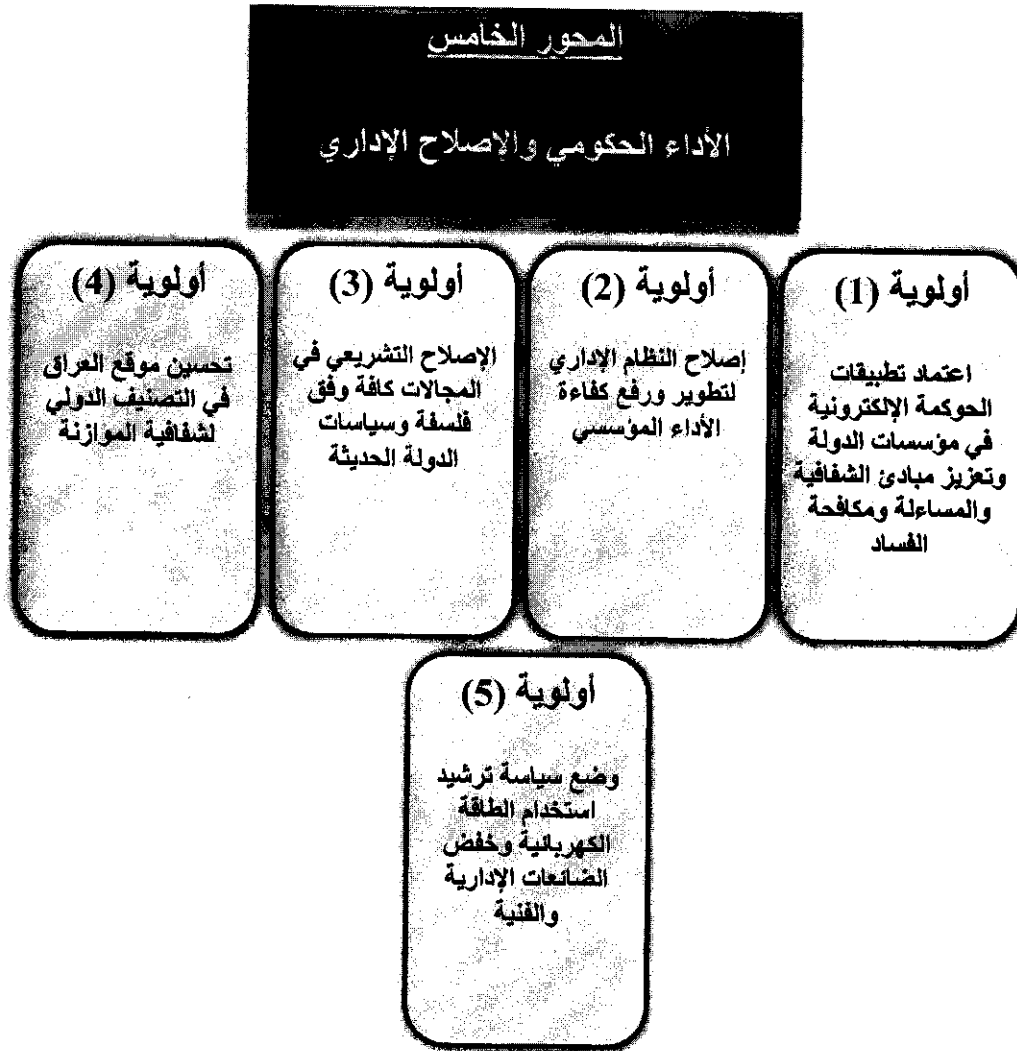 المحور الخامس
الأداء الحكومي والإصلاح الإداري
أولوية (1)
اعتماد تطبيقات
الحوكمة الإلكترونية
في مؤسسات الدولة
وتعزيز مبادئ الشفافية
والمساءلة ومكافحة
الفساد
أولوية (2)
إصلاح النظام الإداري
لتطوير ورفع كفاءة
الأداء المؤسسي
أولوية (3)
الإصلاح التشريعي في
المجالات كافة وفق
فلسفة وسياسات
الدولة الحديثة
أولوية (4)
تحسين موقع العراق
في التصنيف الدولي
لشفافية الموازنة
أولوية (5)
وضع سياسة ترشيد
استخدام الطاقة
الكهربائية وخفض
الضائعات الإدارية
والفنية